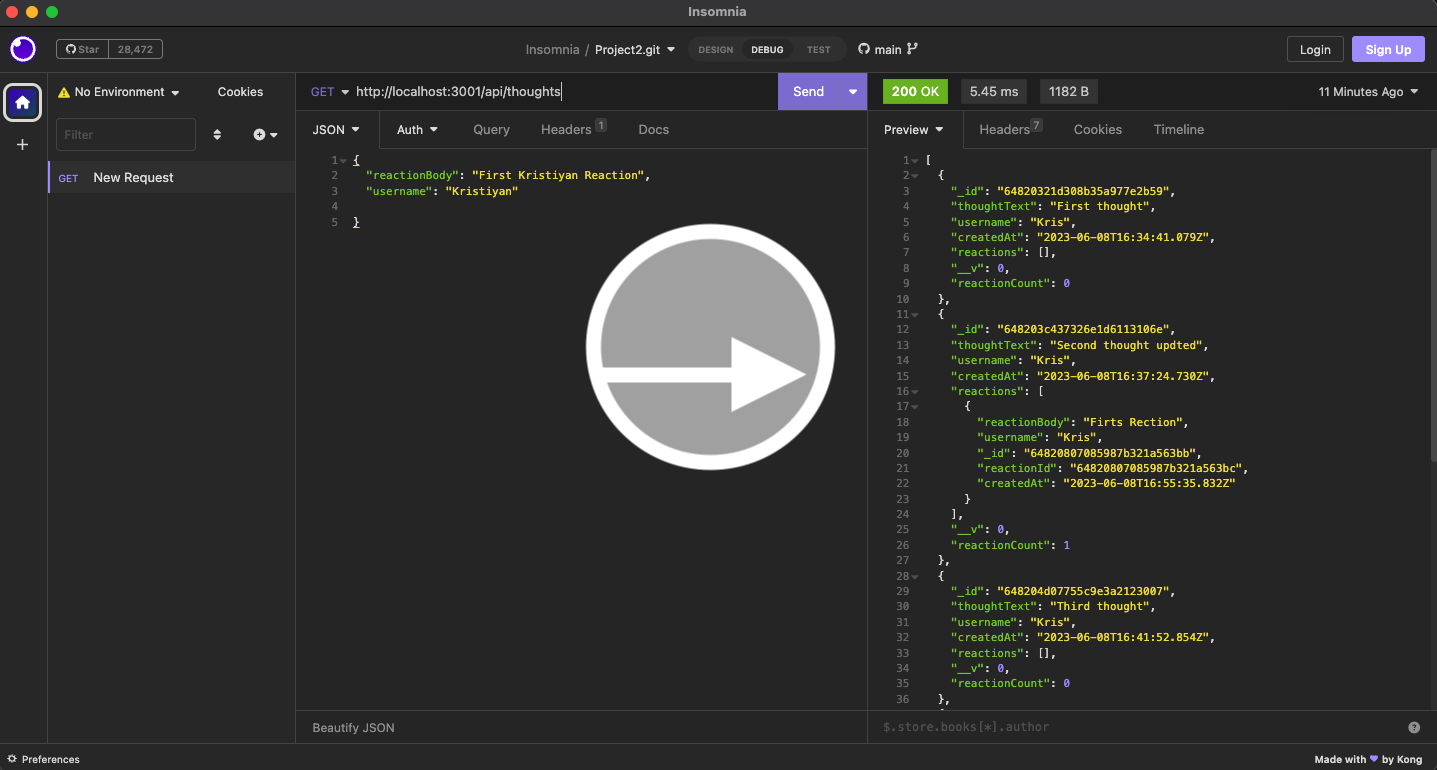 Insomnia
Star 28,472
Insomnia / Project2.git
DESIGN DEBUG TEST
main
Login
Sign Up
No Environment
Cookies
GET http://localhost:3001/api/thoughts
Send
200 OK
5.45 ms
1182 B
11 Minutes Ago
Filter
JSON Auth Query Headers 1 Docs
Preview Headers 7 Cookies Timeline
GET New Request
1 {
2 "reactionBody": "First Kristiyan Reaction",
3 "username": "Kristiyan"
4
5 }
1 [
2 {
3 "_id": "64820321d308b35a977e2b59",
4 "thoughtText": "First thought",
5 "username": "Kris",
6 "createdAt": "2023-06-08T16:34:41.079Z",
7 "reactions": [],
8 "__v": 0,
9 "reactionCount": 0
10 },
11 {
12 "_id": "648203c437326e1d6113106e",
13 "thoughtText": "Second thought updted",
14 "username": "Kris",
15 "createdAt": "2023-06-08T16:37:24.730Z",
16 "reactions": [
17 {
18 "reactionBody": "Firts Rection",
19 "username": "Kris",
20 "_id": "64820807085987b321a563bb",
21 "reactionId": "64820807085987b321a563bc",
22 "createdAt": "2023-06-08T16:55:35.832Z"
23 }
24 ],
25 "__v": 0,
26 "reactionCount": 1
27 },
28 {
29 "_id": "648204d07755c9e3a2123007",
30 "thoughtText": "Third thought",
31 "username": "Kris",
32 "createdAt": "2023-06-08T16:41:52.854Z",
33 "reactions": [],
34 "__v": 0,
35 "reactionCount": 0
36 },
Beautify JSON
$.store.books[*].author
Preferences
Made with 💜 by Kong